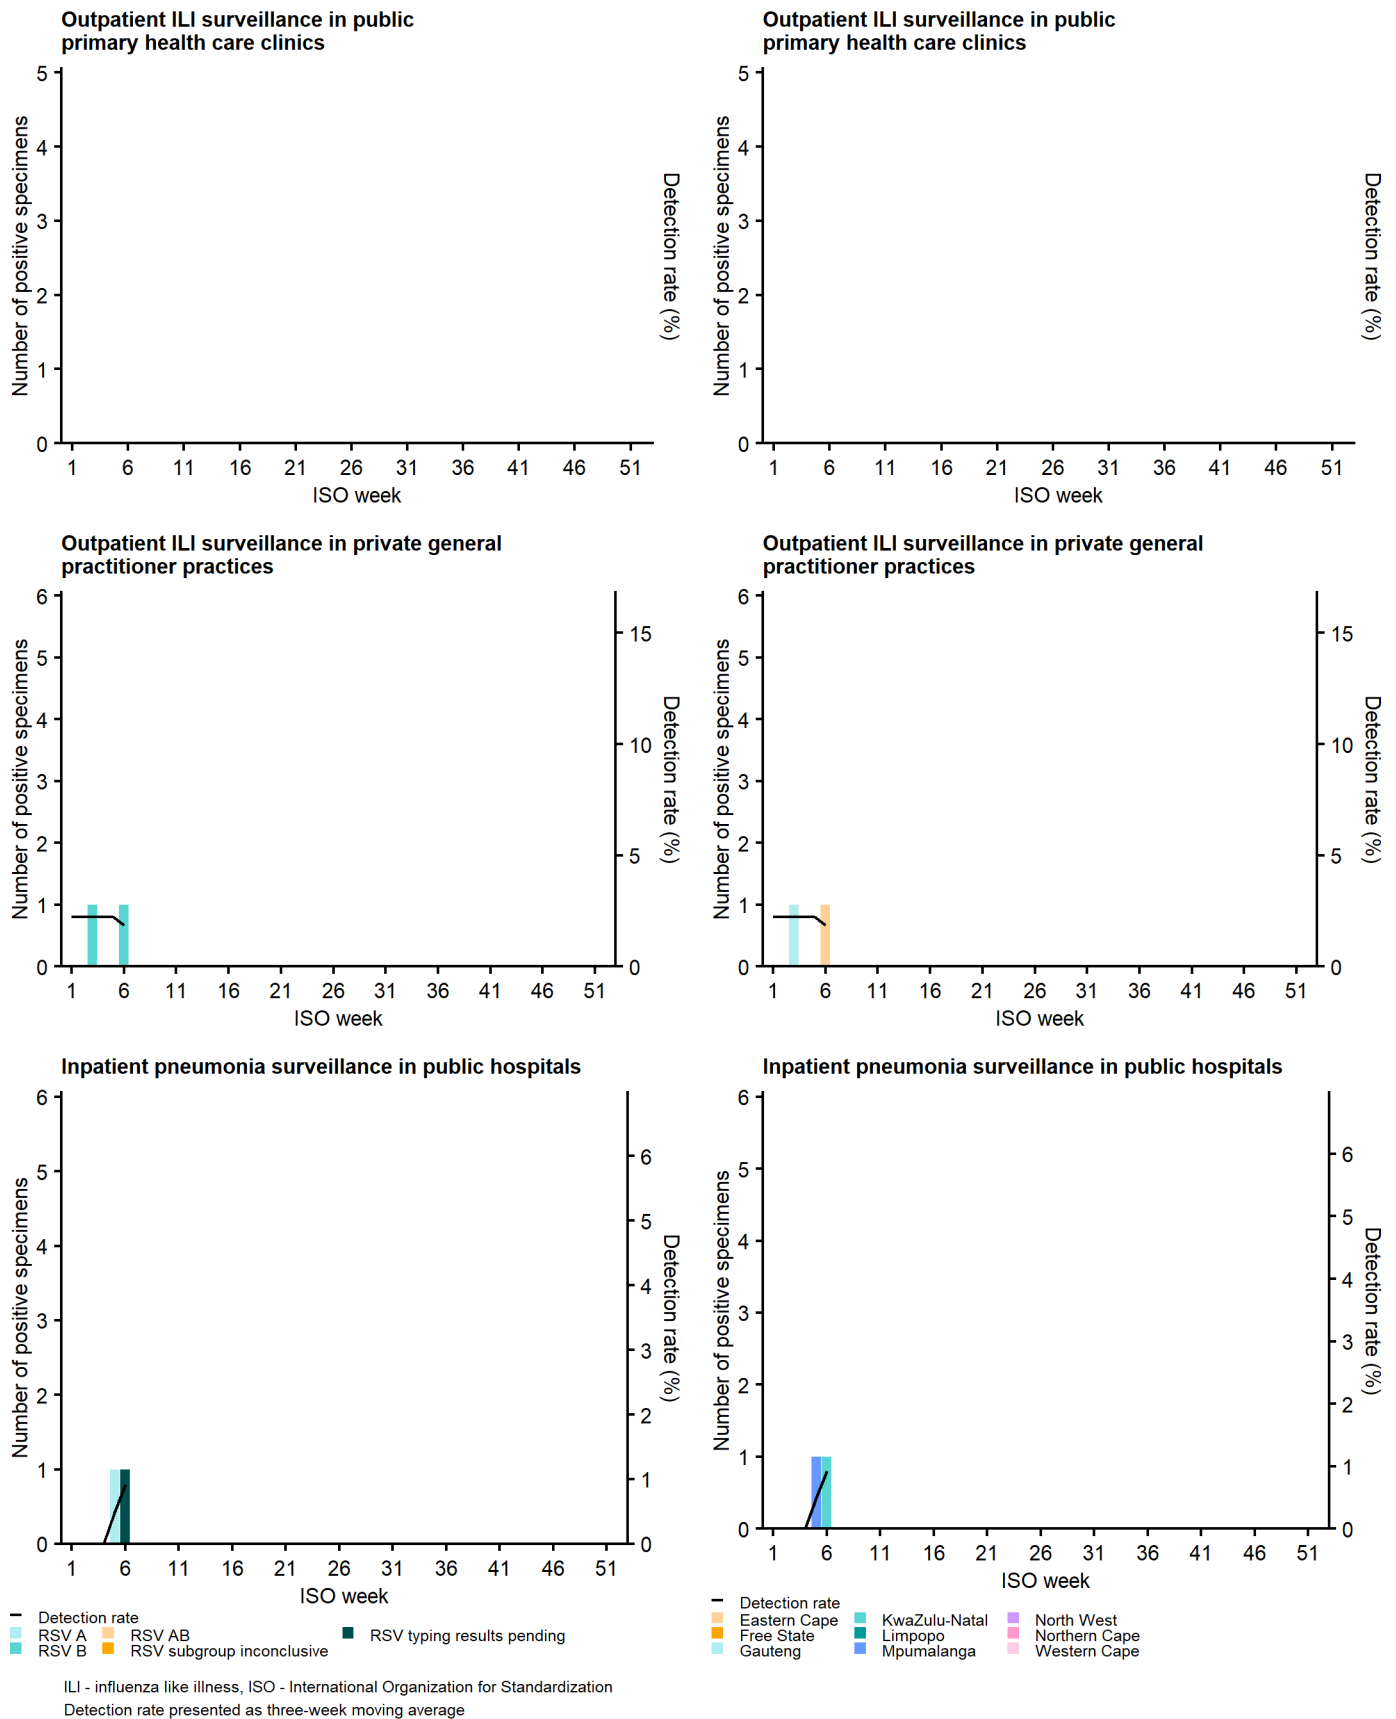 Outpatient ILI surveillance in public
primary health care clinics
5
4
3
2
1
0
Number of positive specimens
Detection rate (%)
1 6 11 16 21 26 31 36 41 46 51
ISO week
Outpatient ILI surveillance in public
primary health care clinics
5
4
3
2
1
0
Number of positive specimens
Detection rate (%)
1 6 11 16 21 26 31 36 41 46 51
ISO week
Outpatient ILI surveillance in private general
practitioner practices
6
5
4
3
2
1
0
Number of positive specimens
15
10
5
0
Detection rate (%)
1 6 11 16 21 26 31 36 41 46 51
ISO week
Outpatient ILI surveillance in private general
practitioner practices
6
5
4
3
2
1
0
Number of positive specimens
15
10
5
0
Detection rate (%)
1 6 11 16 21 26 31 36 41 46 51
ISO week
Inpatient pneumonia surveillance in public hospitals
6
5
4
3
2
1
0
Number of positive specimens
6
5
4
3
2
1
0
Detection rate (%)
1 6 11 16 21 26 31 36 41 46 51
ISO week
Detection rate
RSV A RSV AB RSV typing results pending
RSV B RSV subgroup inconclusive
Inpatient pneumonia surveillance in public hospitals
6
5
4
3
2
1
0
Number of positive specimens
6
5
4
3
2
1
0
Detection rate (%)
1 6 11 16 21 26 31 36 41 46 51
ISO week
Detection rate
Eastern Cape KwaZulu-Natal North West
Free State Limpopo Northern Cape
Gauteng Mpumalanga Western Cape
ILI - influenza like illness, ISO - International Organization for Standardization
Detection rate presented as three-week moving average